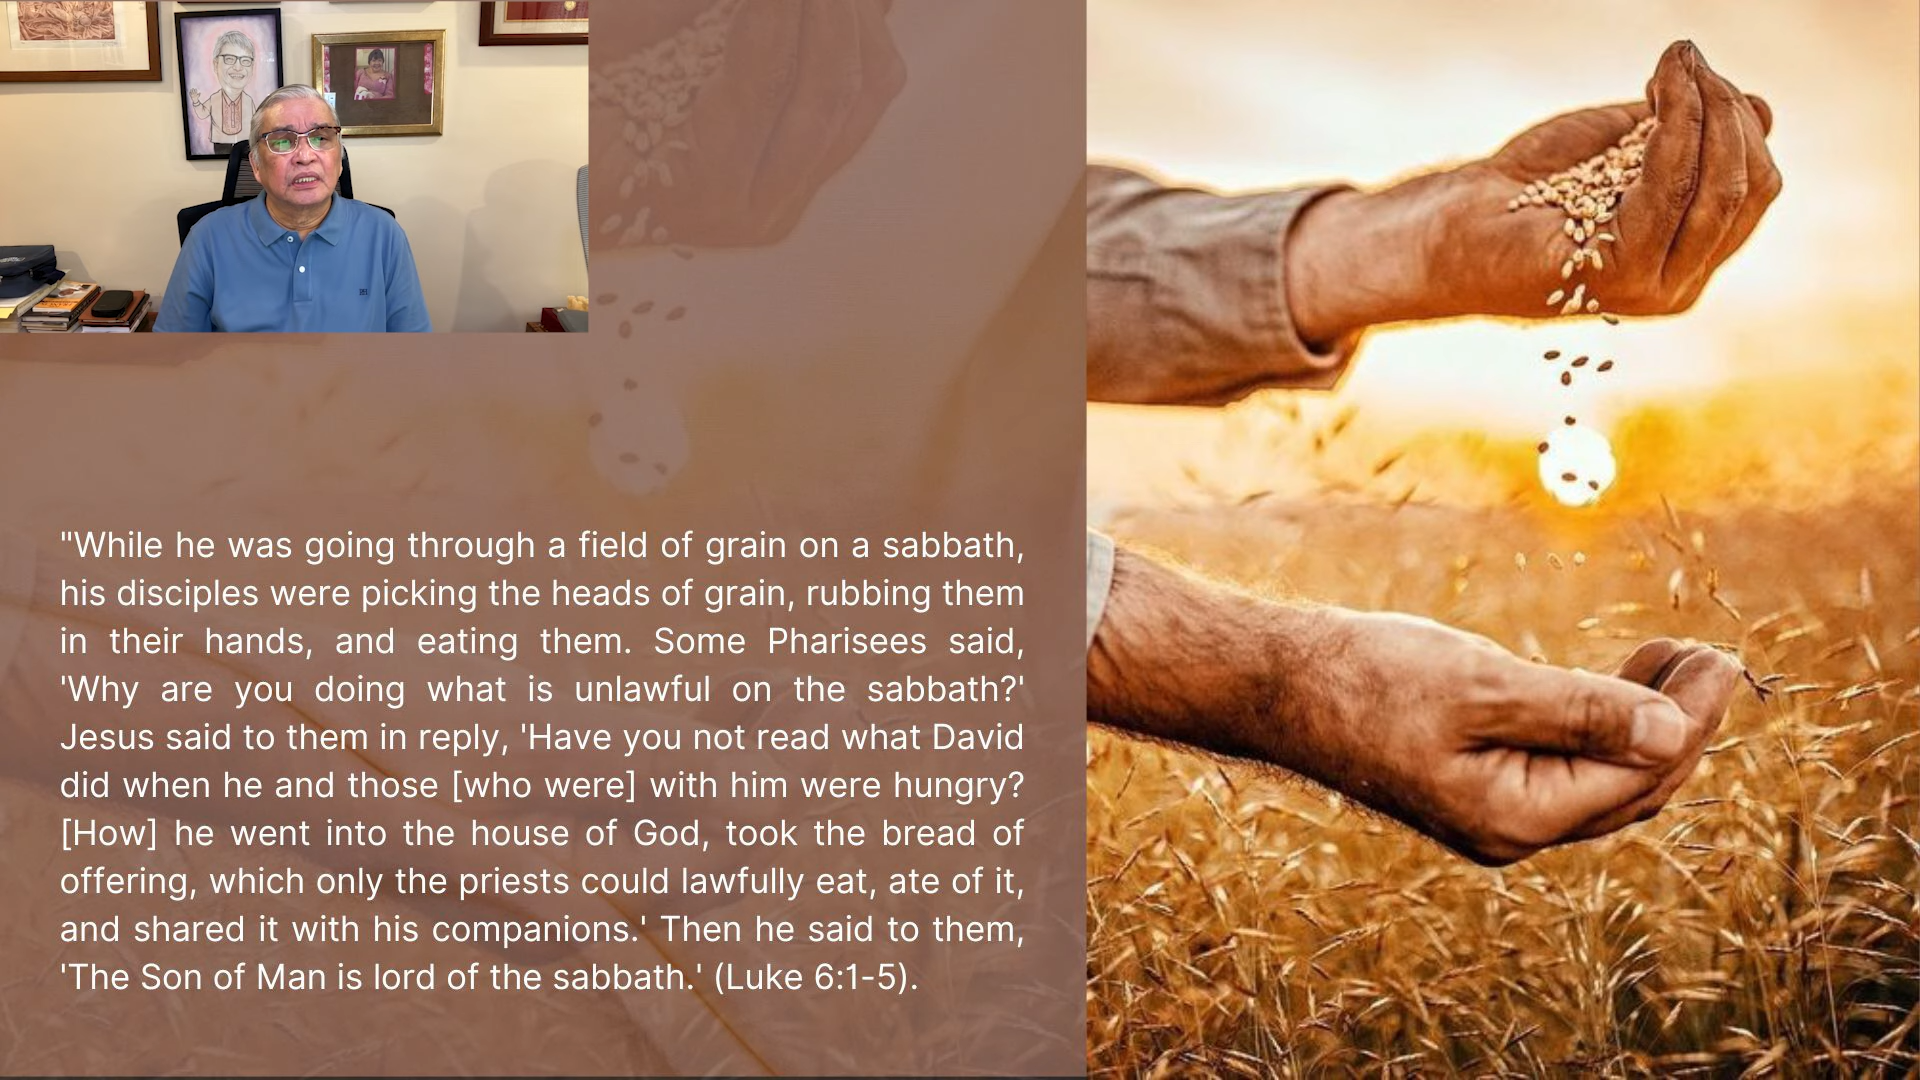 "While he was going through a field of grain on a sabbath,
his disciples were picking the heads of grain, rubbing them
in their hands, and eating them. Some Pharisees said,
'Why are you doing what is unlawful on the sabbath?'
Jesus said to them in reply, 'Have you not read what David
did when he and those [who were] with him were hungry?
[How] he went into the house of God, took the bread of
offering, which only the priests could lawfully eat, ate of it,
and shared it with his companions.' Then he said to them,
'The Son of Man is lord of the sabbath.' (Luke 6:1-5).